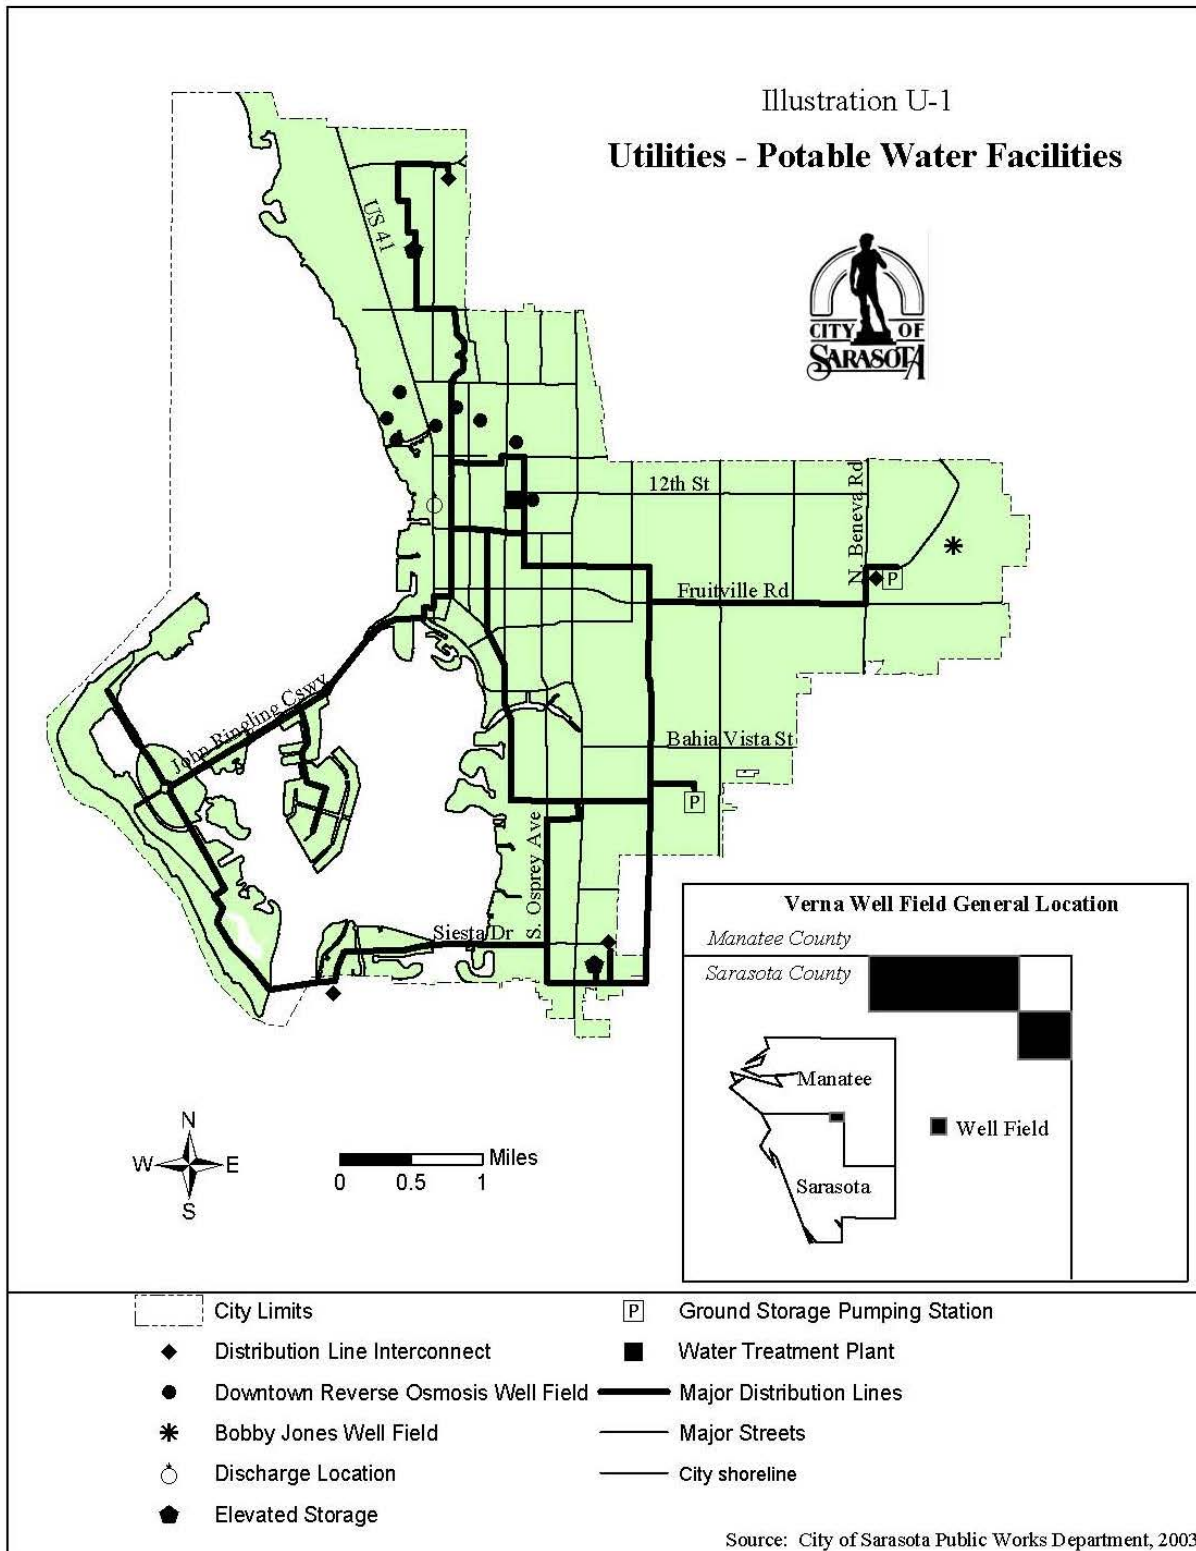 Illustration U-1
Utilities - Potable Water Facilities
CITY OF
SARASOTA
US 41
12th St
N. Beneva Rd
P
Fruitville Rd
John Ringling Cswy
Bahia Vista St
P
S. Osprey Ave
Siesta Dr
Verna Well Field General Location
Manatee County
Sarasota County
Manatee
Well Field
Sarasota
N
W E
S
Miles
0 0.5 1
City Limits
P Ground Storage Pumping Station
Distribution Line Interconnect
Water Treatment Plant
Downtown Reverse Osmosis Well Field
Major Distribution Lines
Bobby Jones Well Field
Major Streets
Discharge Location
City shoreline
Elevated Storage
Source: City of Sarasota Public Works Department, 2003